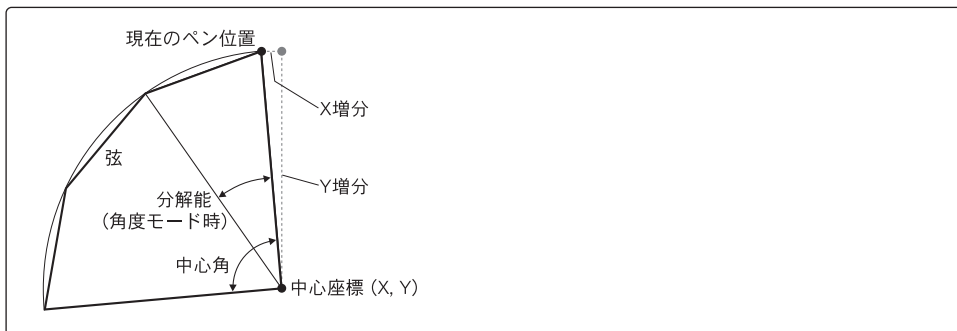 現在のペン位置
X増分
弦
Y増分
分解能
(角度モード時)
中心角
中心座標 (X, Y)